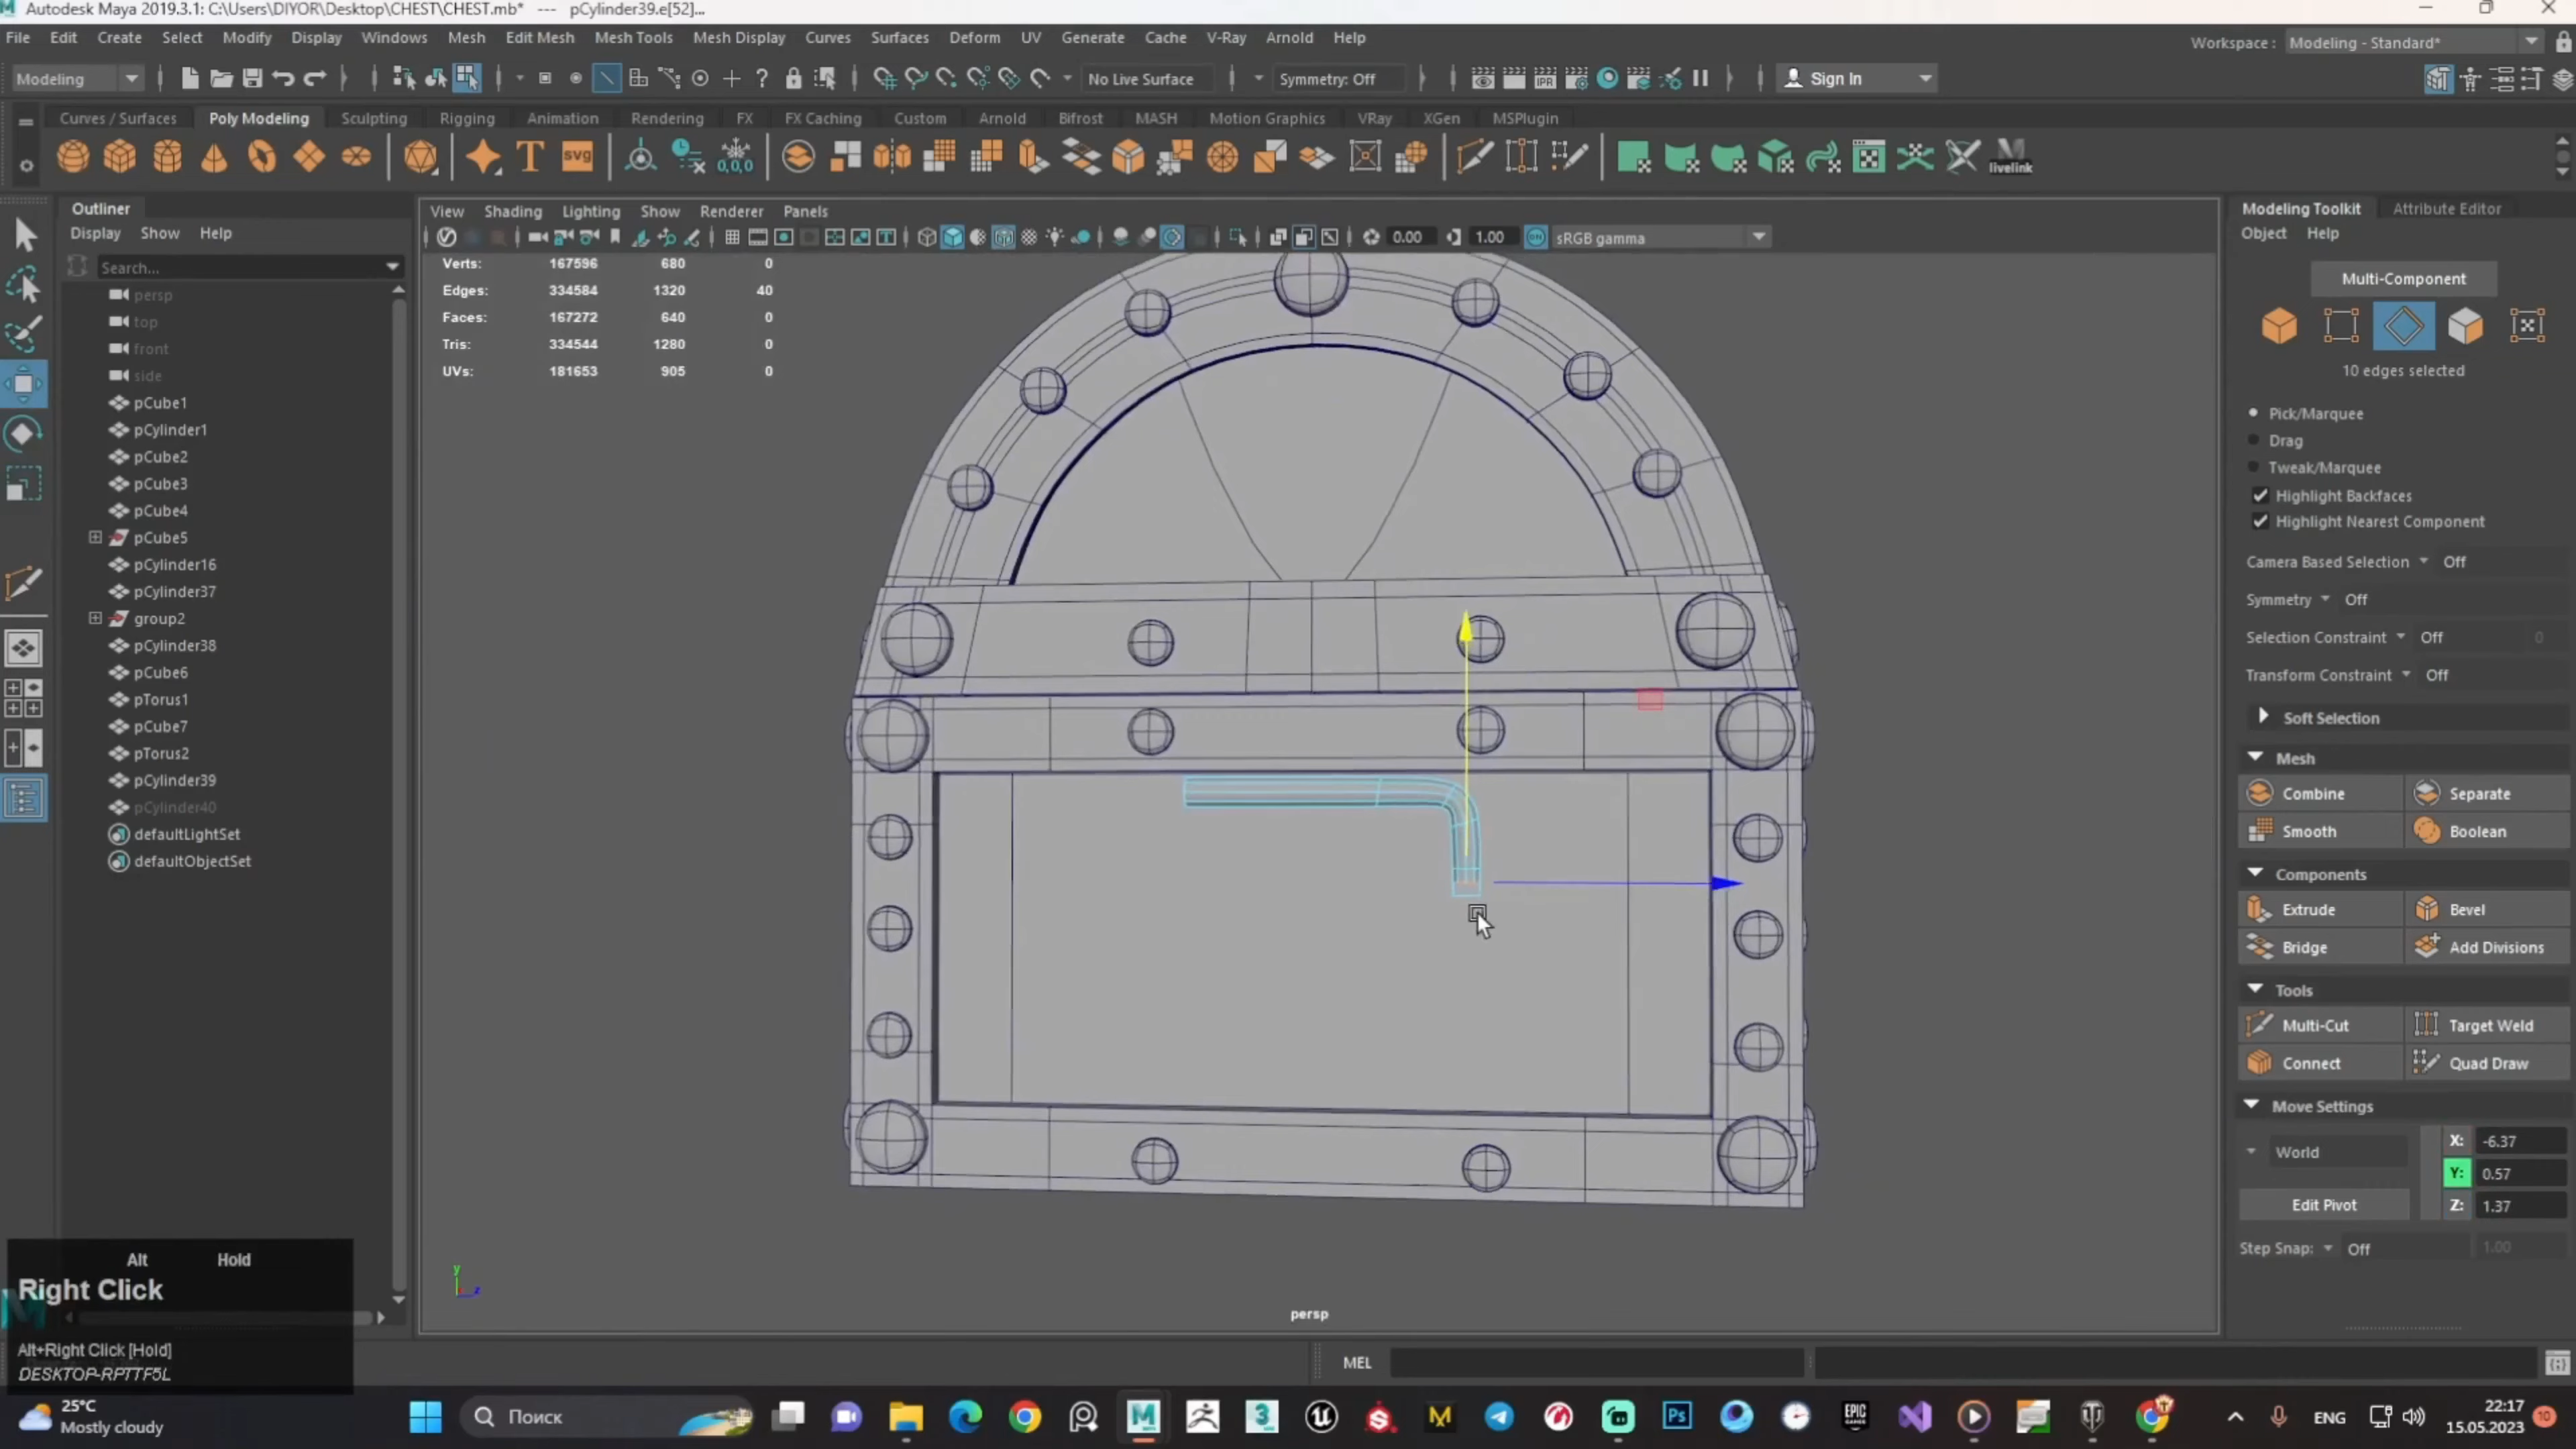 Autodesk Maya 2019.3.1: C:\Users\DIYOR\Desktop\CHEST\CHEST.mb* --- pCylinder39.e[52]...
File Edit Create Select Modify Display Windows Mesh Edit Mesh Mesh Tools Mesh Display Curves Surfaces Deform UV Generate Cache V-Ray Arnold Help
Workspace : Modeling - Standard*
Modeling No Live Surface Symmetry: Off Sign In
Curves / Surfaces Poly Modeling Sculpting Rigging Animation Rendering FX FX Caching Custom Arnold Bifrost MASH Motion Graphics VRay XGen MSPlugin
T svg 0,0,0 livelink
Outliner
Display Show Help
Search...
persp
top
front
side
pCube1
pCylinder1
pCube2
pCube3
pCube4
pCube5
pCylinder16
pCylinder37
group2
pCylinder38
pCube6
pTorus1
pCube7
pTorus2
pCylinder39
pCylinder40
defaultLightSet
defaultObjectSet
View Shading Lighting Show Renderer Panels
0.00 1.00 ON sRGB gamma
Verts: 167596 680 0
Edges: 334584 1320 40
Faces: 167272 640 0
Tris: 334544 1280 0
UVs: 181653 905 0
y
z
persp
Modeling Toolkit Attribute Editor
Object Help
Multi-Component
10 edges selected
Pick/Marquee
Drag
Tweak/Marquee
Highlight Backfaces
Highlight Nearest Component
Camera Based Selection Off
Symmetry Off
Selection Constraint Off 0
Transform Constraint Off
Soft Selection
Mesh
Combine Separate
Smooth Boolean
Components
Extrude Bevel
Bridge Add Divisions
Tools
Multi-Cut Target Weld
Connect Quad Draw
Move Settings
World X: -6.37
Y: 0.57
Edit Pivot Z: 1.37
Step Snap: Off 1.00
Alt Hold
Right Click
Alt+Right Click [Hold]
DESKTOP-RPTTF5L
MEL
25°C
Mostly cloudy
Поиск
ENG
22:17
15.05.2023
10